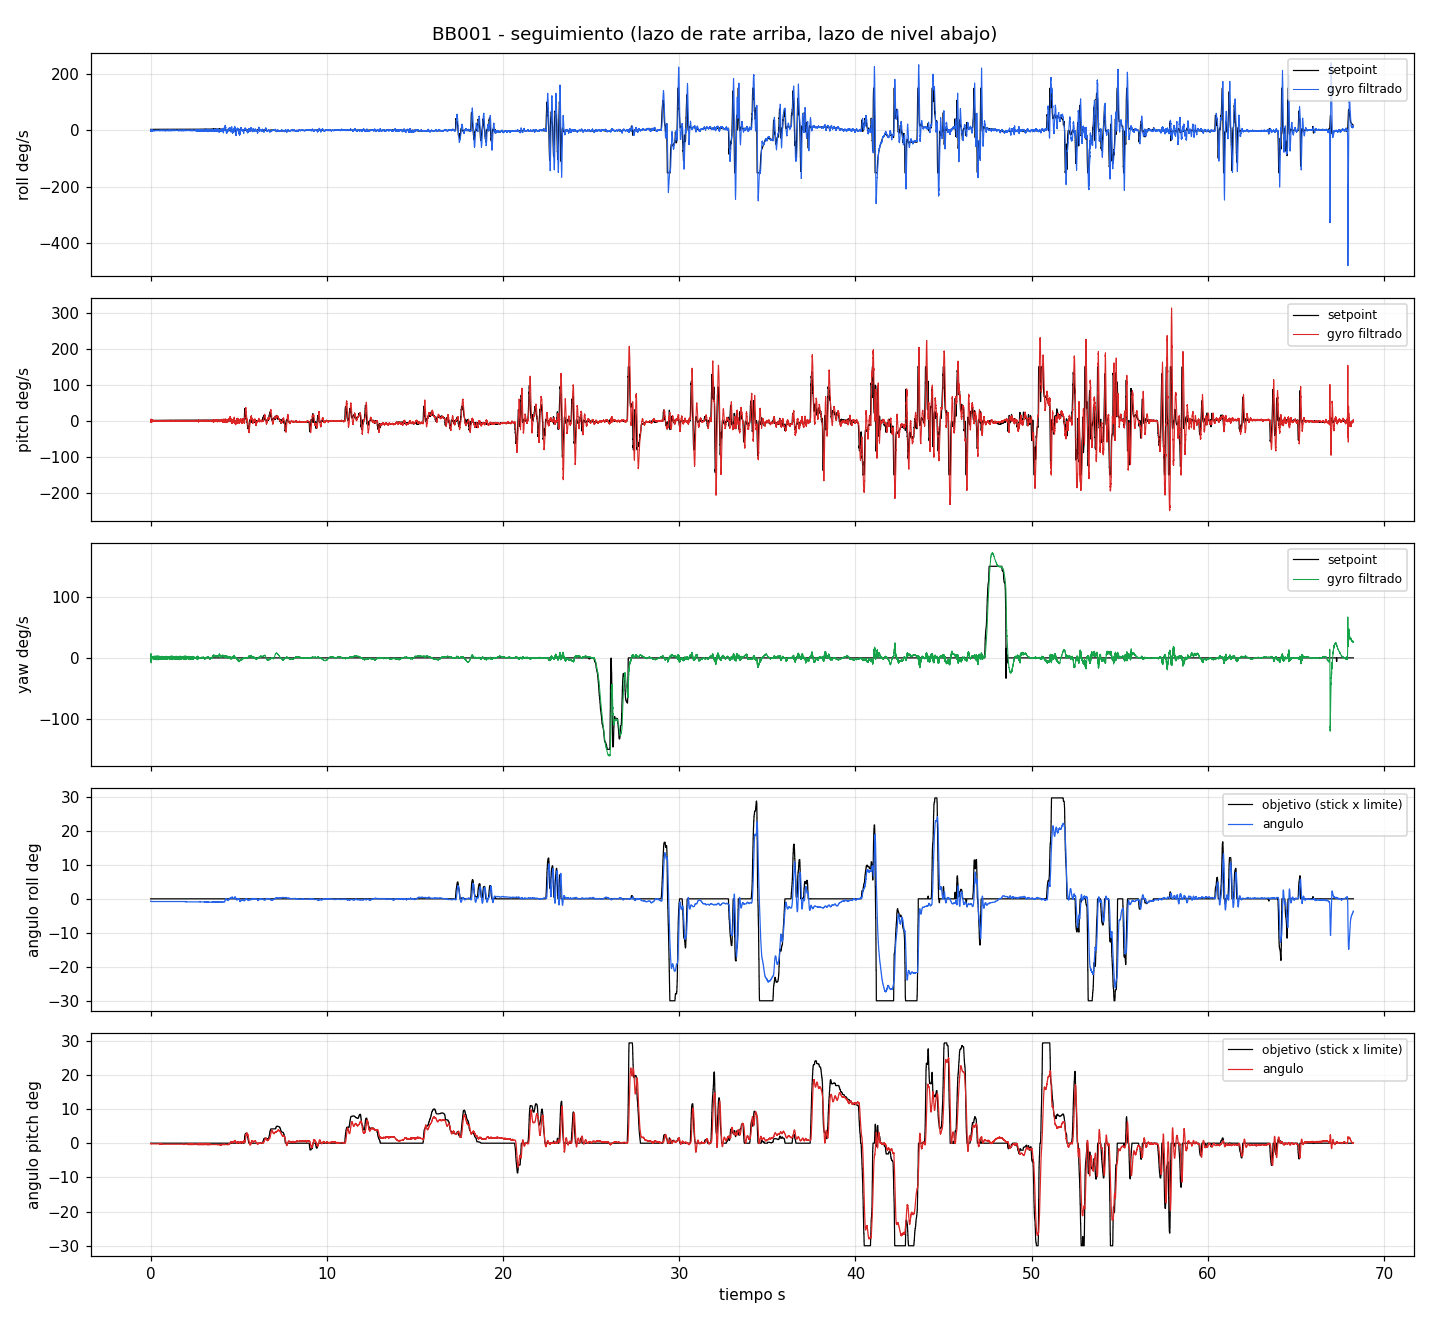 BB001 - seguimiento (lazo de rate arriba, lazo de nivel abajo)
roll deg/s
200
0
−200
−400
setpoint
gyro filtrado
pitch deg/s
300
200
100
0
−100
−200
setpoint
gyro filtrado
yaw deg/s
100
0
−100
setpoint
gyro filtrado
angulo roll deg
30
20
10
0
−10
−20
−30
objetivo (stick x limite)
angulo
angulo pitch deg
30
20
10
0
−10
−20
−30
objetivo (stick x limite)
angulo
0 10 20 30 40 50 60 70
tiempo s